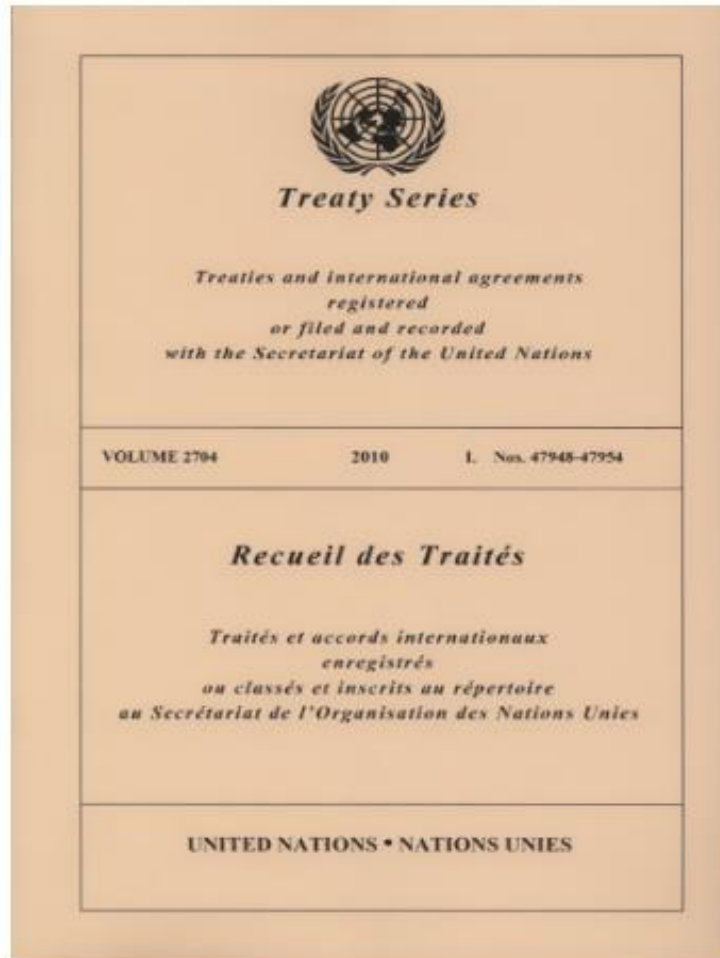 Treaty Series
Treaties and international agreements
registered
or filed and recorded
with the Secretariat of the United Nations
VOLUME 2704 2010 I. Nos. 47948-47954
Recueil des Traités
Traités et accords internationaux
enregistrés
ou classés et inscrits au répertoire
au Secrétariat de l'Organisation des Nations Unies
UNITED NATIONS • NATIONS UNIES